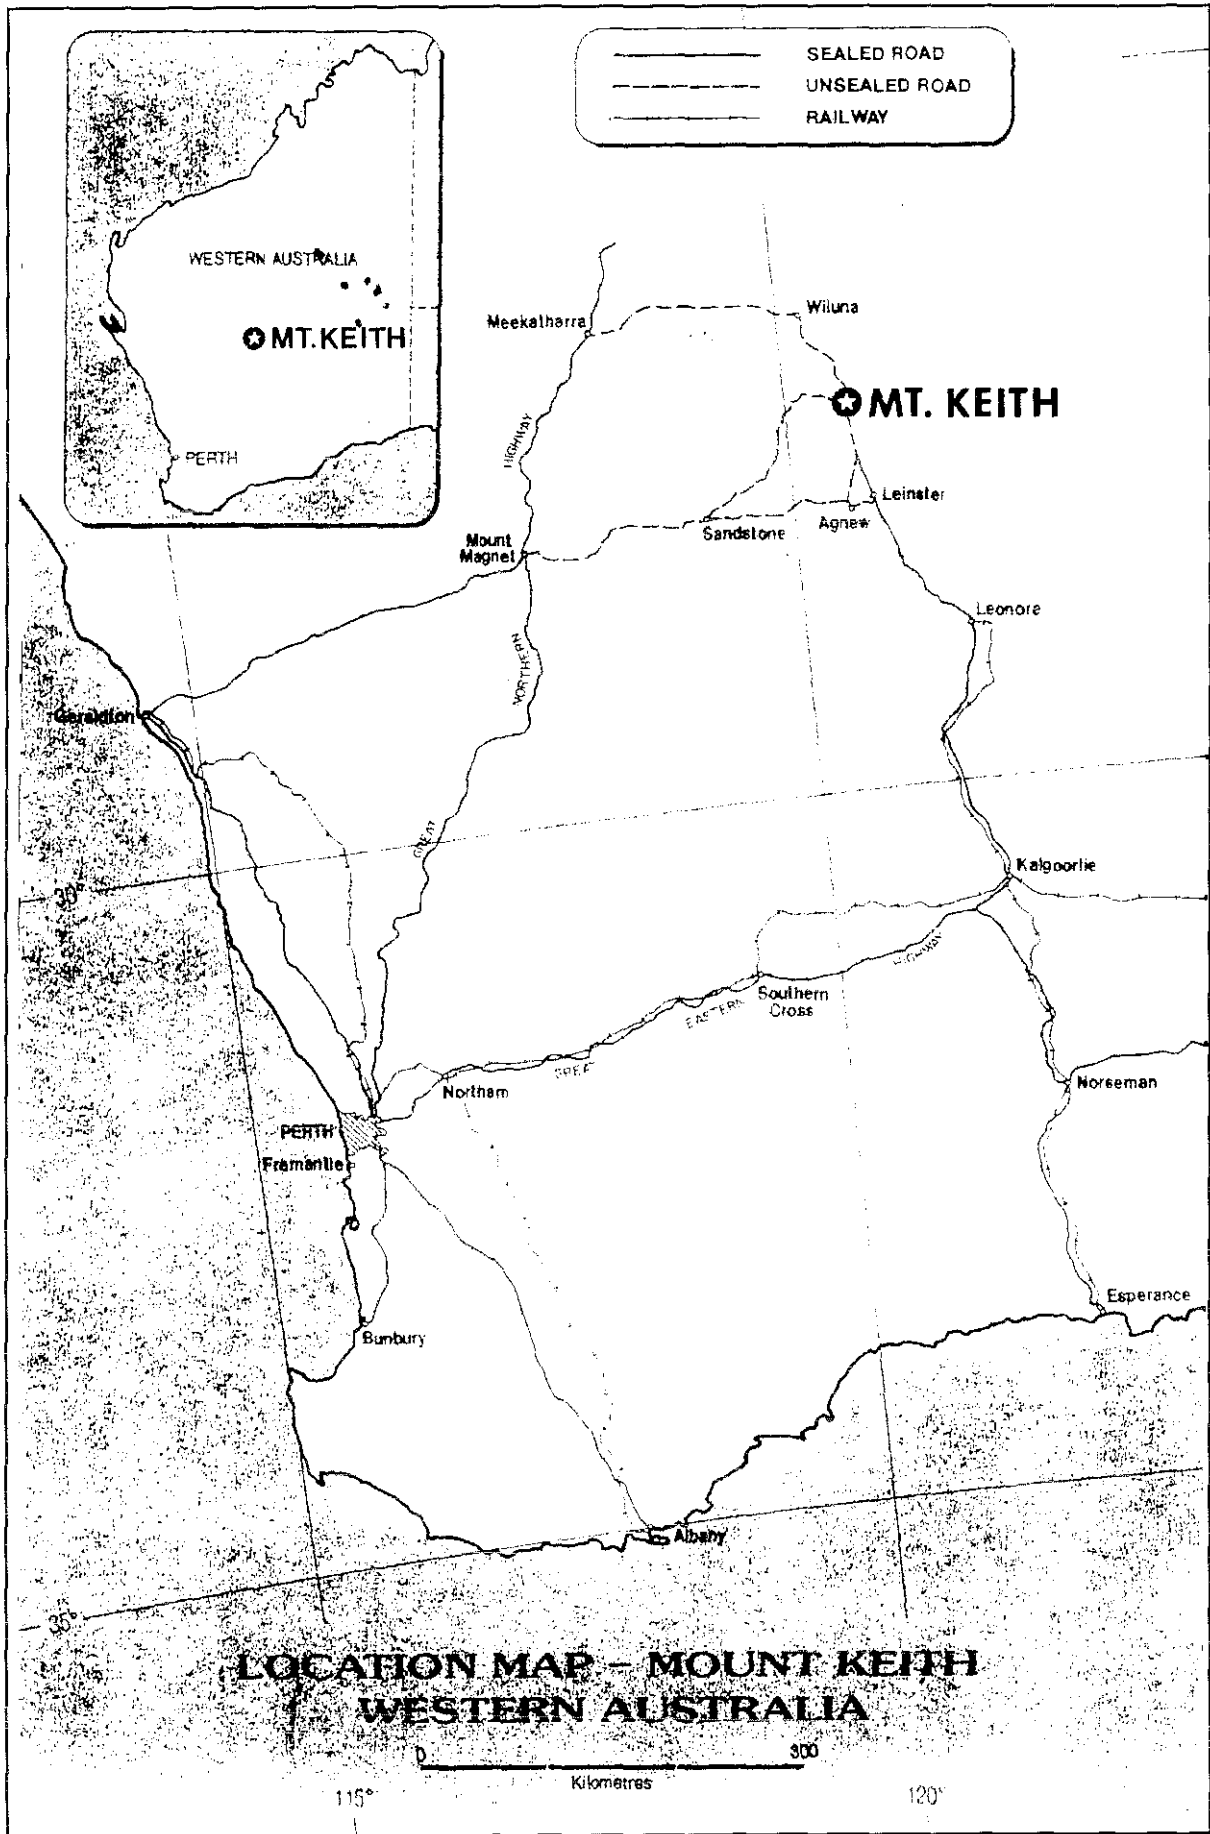 SEALED ROAD
UNSEALED ROAD
RAILWAY
WESTERN AUSTRALIA
MT. KEITH
PERTH
Meekatharra
Wiluna
MT. KEITH
HIGHWAY
Leinster
Agnew
Sandstone
Mount
Magnet
Leonore
NORTHERN
Geraldton
GREAT
Kalgoorlie
30°
HIGHWAY
Southern
Cross
EASTERN
GREAT
Northam
Norseman
PERTH
Fremantle
Esperance
Bunbury
Albany
35°
LOCATION MAP – MOUNT KEITH
WESTERN AUSTRALIA
0 300
Kilometres
115° 120°